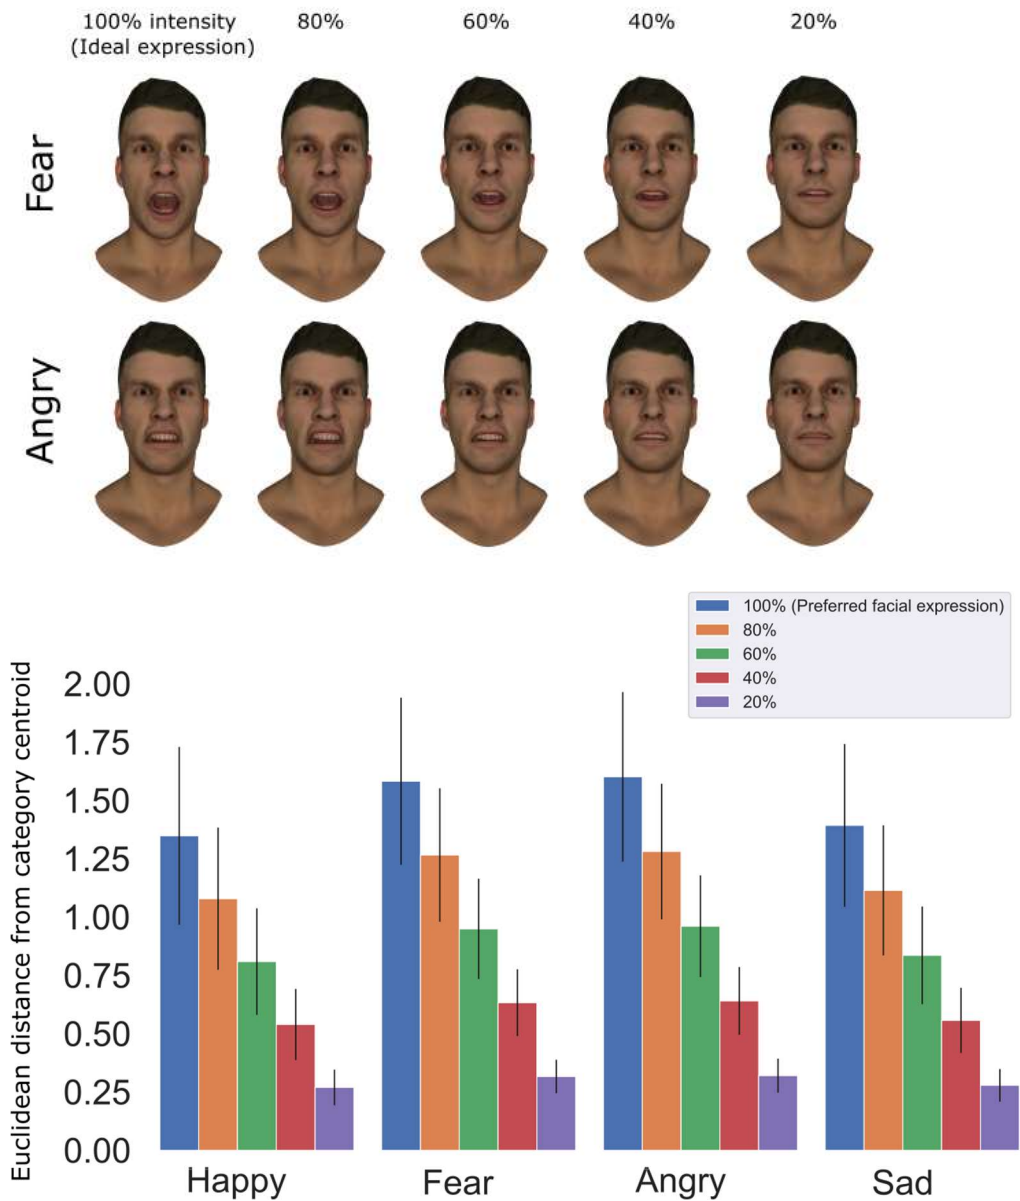 100% intensity 80% 60% 40% 20%
(Ideal expression)
Fear
Angry
100% (Preferred facial expression)
80%
60%
40%
20%
Euclidean distance from category centroid
2.00
1.75
1.50
1.25
1.00
0.75
0.50
0.25
0.00
Happy Fear Angry Sad